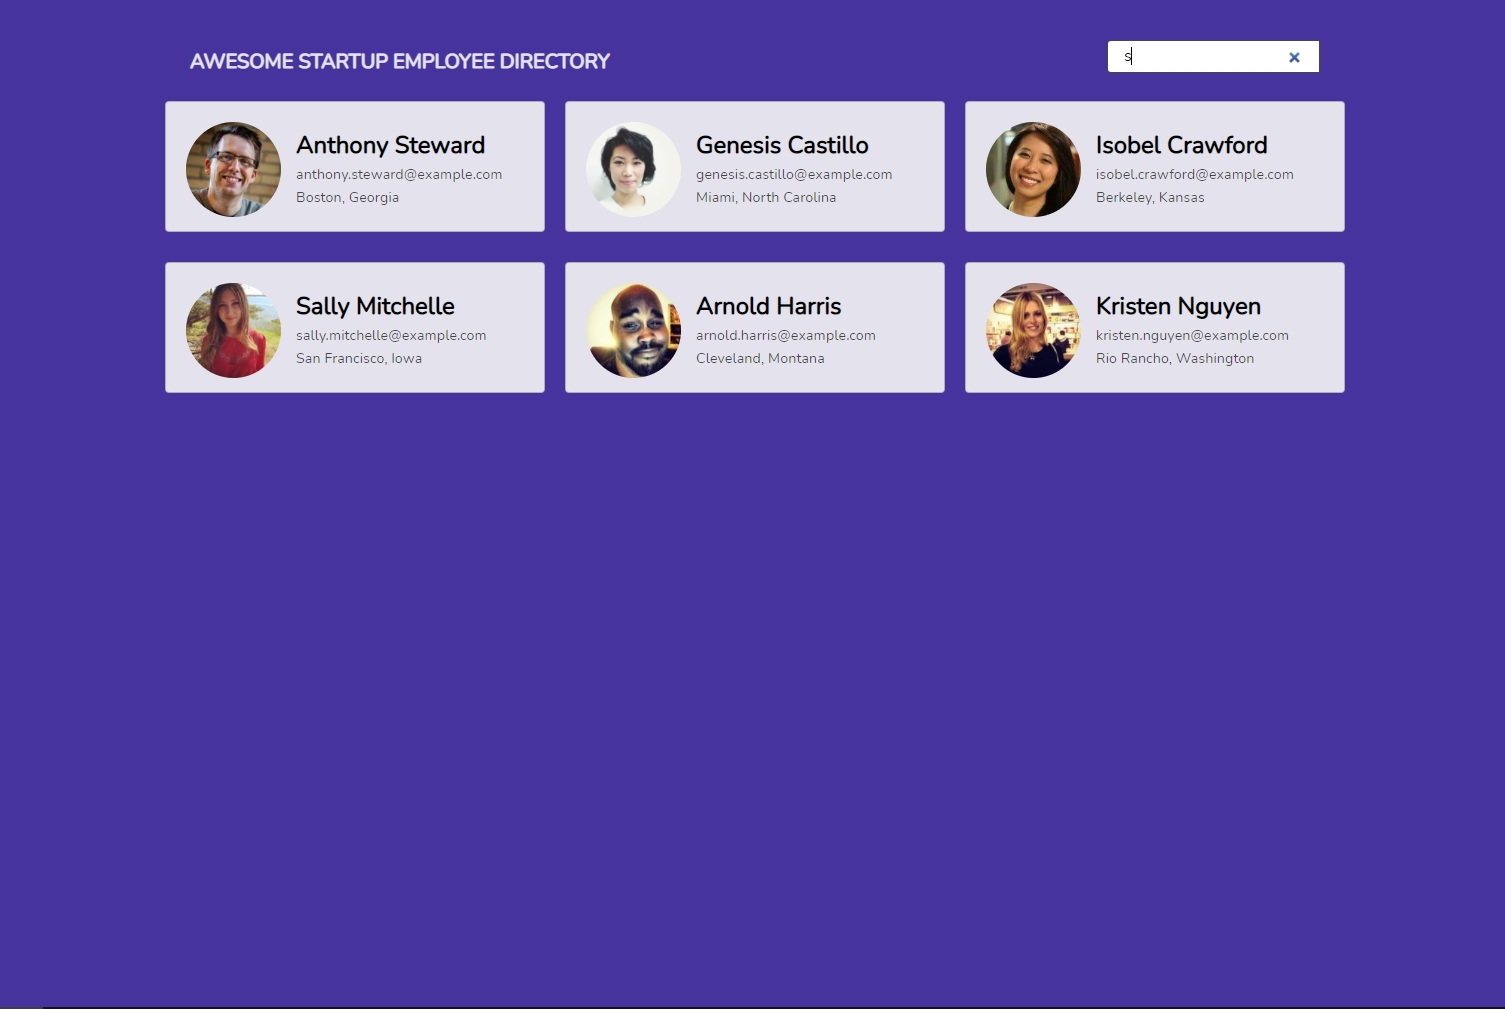 AWESOME STARTUP EMPLOYEE DIRECTORY
s
Anthony Steward
anthony.steward@example.com
Boston, Georgia
Genesis Castillo
genesis.castillo@example.com
Miami, North Carolina
Isobel Crawford
isobel.crawford@example.com
Berkeley, Kansas
Sally Mitchelle
sally.mitchelle@example.com
San Francisco, Iowa
Arnold Harris
arnold.harris@example.com
Cleveland, Montana
Kristen Nguyen
kristen.nguyen@example.com
Rio Rancho, Washington